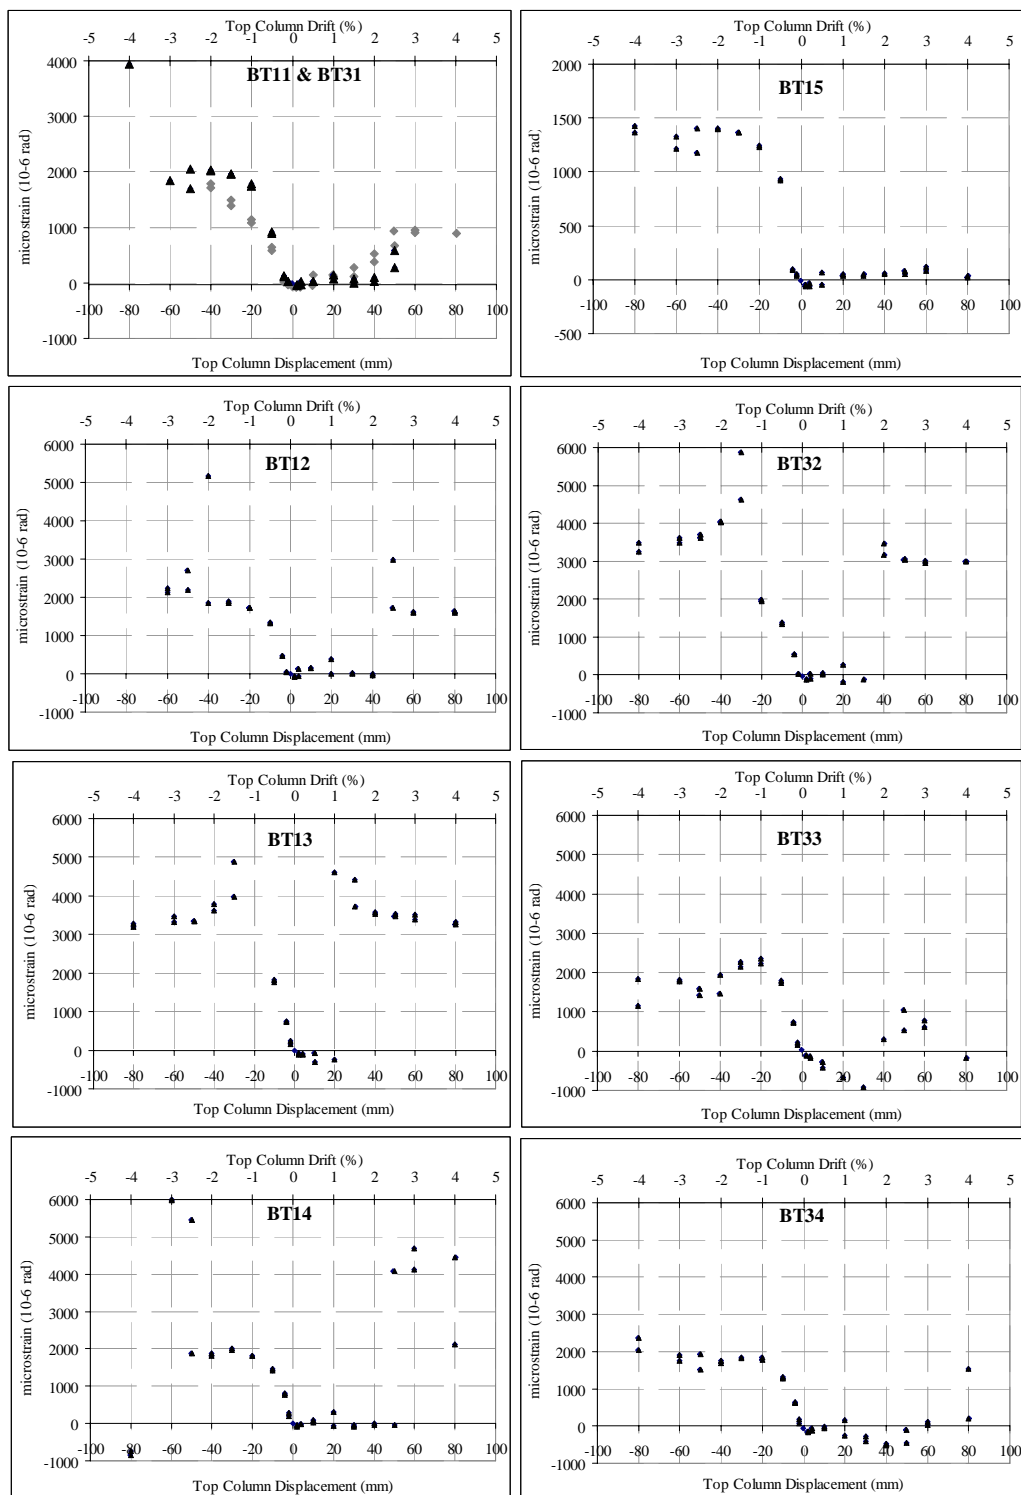 Top Column Drift (%)
-5 -4 -3 -2 -1 0 1 2 3 4 5
BT11 & BT31
4000
3000
2000
1000
0
-1000
-100 -80 -60 -40 -20 0 20 40 60 80 100
microstrain (10-6 rad)
Top Column Displacement (mm)
Top Column Drift (%)
-5 -4 -3 -2 -1 0 1 2 3 4 5
BT15
2000
1500
1000
500
0
-500
-100 -80 -60 -40 -20 0 20 40 60 80 100
microstrain (10-6 rad)
Top Column Displacement (mm)
Top Column Drift (%)
-5 -4 -3 -2 -1 0 1 2 3 4 5
BT12
6000
5000
4000
3000
2000
1000
0
-1000
-100 -80 -60 -40 -20 0 20 40 60 80 100
microstrain (10-6 rad)
Top Column Displacement (mm)
Top Column Drift (%)
-5 -4 -3 -2 -1 0 1 2 3 4 5
BT32
6000
5000
4000
3000
2000
1000
0
-1000
-100 -80 -60 -40 -20 0 20 40 60 80 100
microstrain (10-6 rad)
Top Column Displacement (mm)
Top Column Drift (%)
-5 -4 -3 -2 -1 0 1 2 3 4 5
BT13
6000
5000
4000
3000
2000
1000
0
-1000
-100 -80 -60 -40 -20 0 20 40 60 80 100
microstrain (10-6 rad)
Top Column Displacement (mm)
Top Column Drift (%)
-5 -4 -3 -2 -1 0 1 2 3 4 5
BT33
6000
5000
4000
3000
2000
1000
0
-1000
-100 -80 -60 -40 -20 0 20 40 60 80 100
microstrain (10-6 rad)
Top Column Displacement (mm)
Top Column Drift (%)
-5 -4 -3 -2 -1 0 1 2 3 4 5
BT14
6000
5000
4000
3000
2000
1000
0
-1000
-100 -80 -60 -40 -20 0 20 40 60 80 100
microstrain (10-6 rad)
Top Column Displacement (mm)
Top Column Drift (%)
-5 -4 -3 -2 -1 0 1 2 3 4 5
BT34
6000
5000
4000
3000
2000
1000
0
-1000
-100 -80 -60 -40 -20 0 20 40 60 80 100
microstrain (10-6 rad)
Top Column Displacement (mm)